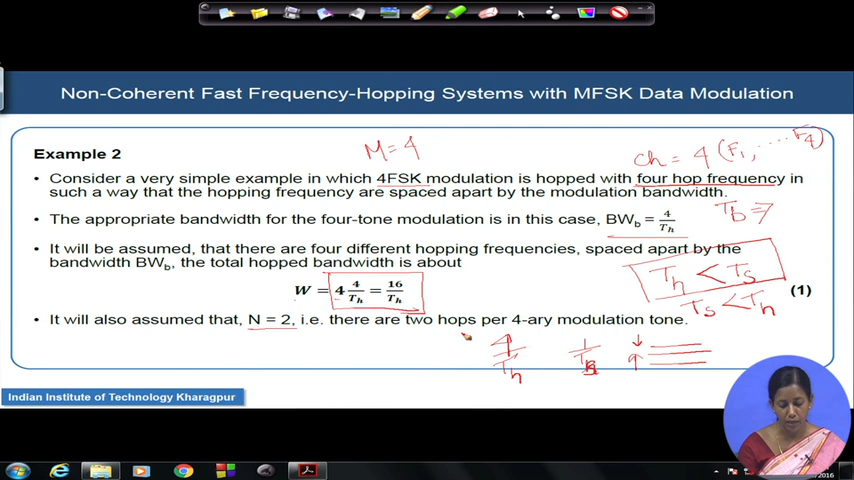 Non-Coherent Fast Frequency-Hopping Systems with MFSK Data Modulation
M = 4
ch = 4 (F1, .... F4)
Example 2
• Consider a very simple example in which 4FSK modulation is hopped with four hop frequency in
such a way that the hopping frequency are spaced apart by the modulation bandwidth.
Tb ⇒
• The appropriate bandwidth for the four-tone modulation is in this case, BWb = 4/Th
• It will be assumed, that there are four different hopping frequencies, spaced apart by the
bandwidth BWb, the total hopped bandwidth is about
Th < Ts
W = 4 4/Th = 16/Th (1)
Ts < Th
• It will also assumed that, N = 2, i.e. there are two hops per 4-ary modulation tone.
4/Th
Indian Institute of Technology Kharagpur